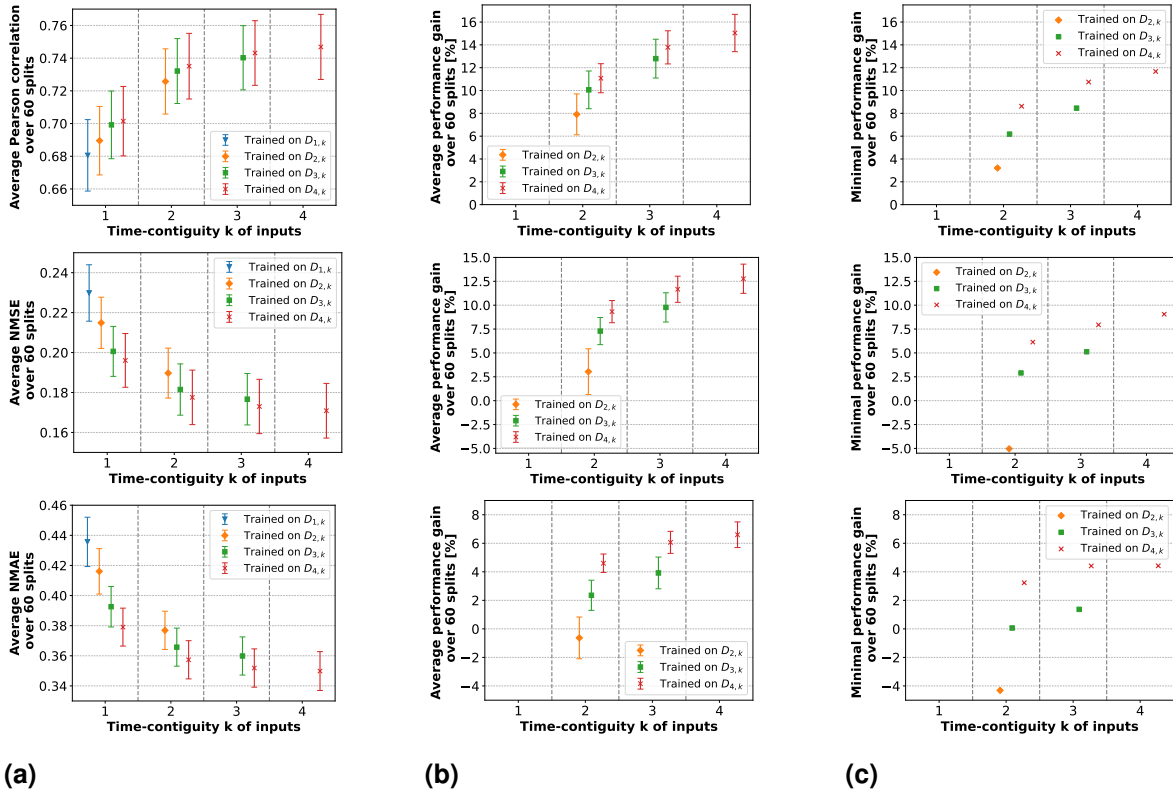 Average Pearson correlation
over 60 splits
0.76
0.74
0.72
0.70
0.68
0.66
Trained on D1,k
Trained on D2,k
Trained on D3,k
Trained on D4,k
1 2 3 4
Time-contiguity k of inputs
Average performance gain
over 60 splits [%]
16
14
12
10
8
6
4
2
0
Trained on D2,k
Trained on D3,k
Trained on D4,k
1 2 3 4
Time-contiguity k of inputs
Minimal performance gain
over 60 splits [%]
16
14
12
10
8
6
4
2
0
Trained on D2,k
Trained on D3,k
Trained on D4,k
1 2 3 4
Time-contiguity k of inputs
Average NMSE
over 60 splits
0.24
0.22
0.20
0.18
0.16
Trained on D1,k
Trained on D2,k
Trained on D3,k
Trained on D4,k
1 2 3 4
Time-contiguity k of inputs
Average performance gain
over 60 splits [%]
15.0
12.5
10.0
7.5
5.0
2.5
0.0
−2.5
−5.0
Trained on D2,k
Trained on D3,k
Trained on D4,k
1 2 3 4
Time-contiguity k of inputs
Minimal performance gain
over 60 splits [%]
15.0
12.5
10.0
7.5
5.0
2.5
0.0
−2.5
−5.0
Trained on D2,k
Trained on D3,k
Trained on D4,k
1 2 3 4
Time-contiguity k of inputs
Average NMAE
over 60 splits
0.46
0.44
0.42
0.40
0.38
0.36
0.34
Trained on D1,k
Trained on D2,k
Trained on D3,k
Trained on D4,k
1 2 3 4
Time-contiguity k of inputs
Average performance gain
over 60 splits [%]
8
6
4
2
0
−2
−4
Trained on D2,k
Trained on D3,k
Trained on D4,k
1 2 3 4
Time-contiguity k of inputs
Minimal performance gain
over 60 splits [%]
8
6
4
2
0
−2
−4
Trained on D2,k
Trained on D3,k
Trained on D4,k
1 2 3 4
Time-contiguity k of inputs
(a)
(b)
(c)